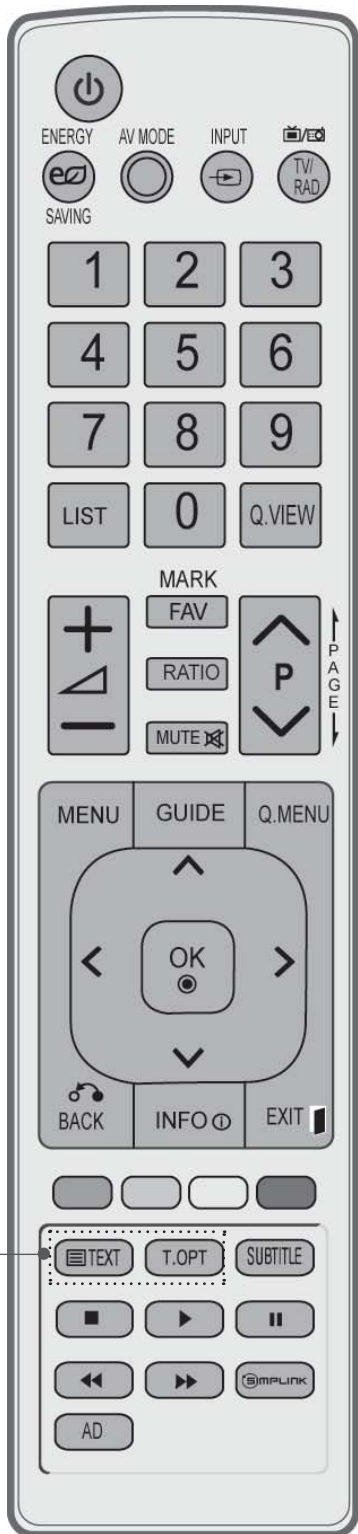 ENERGY AV MODE INPUT
TV/
RAD
SAVING
1 2 3
4 5 6
7 8 9
LIST 0 Q.VIEW
MARK
FAV
RATIO
P
PAGE
MUTE
MENU GUIDE Q.MENU
OK
BACK INFO EXIT
TEXT T.OPT SUBTITLE
SIMPLINK
AD